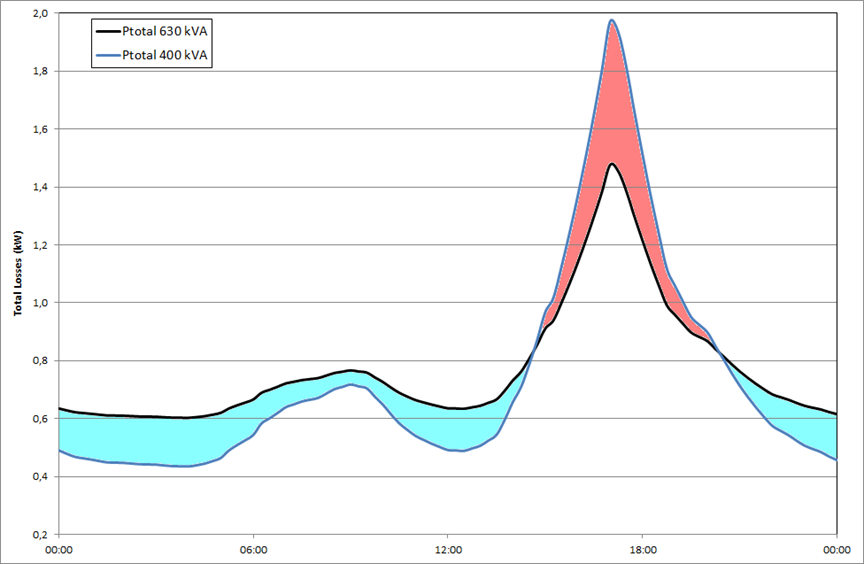 2,0
Ptotal 630 kVA
Ptotal 400 kVA
1,8
1,6
1,4
1,2
Total Losses (kW)
1,0
0,8
0,6
0,4
0,2
00:00 06:00 12:00 18:00 00:00